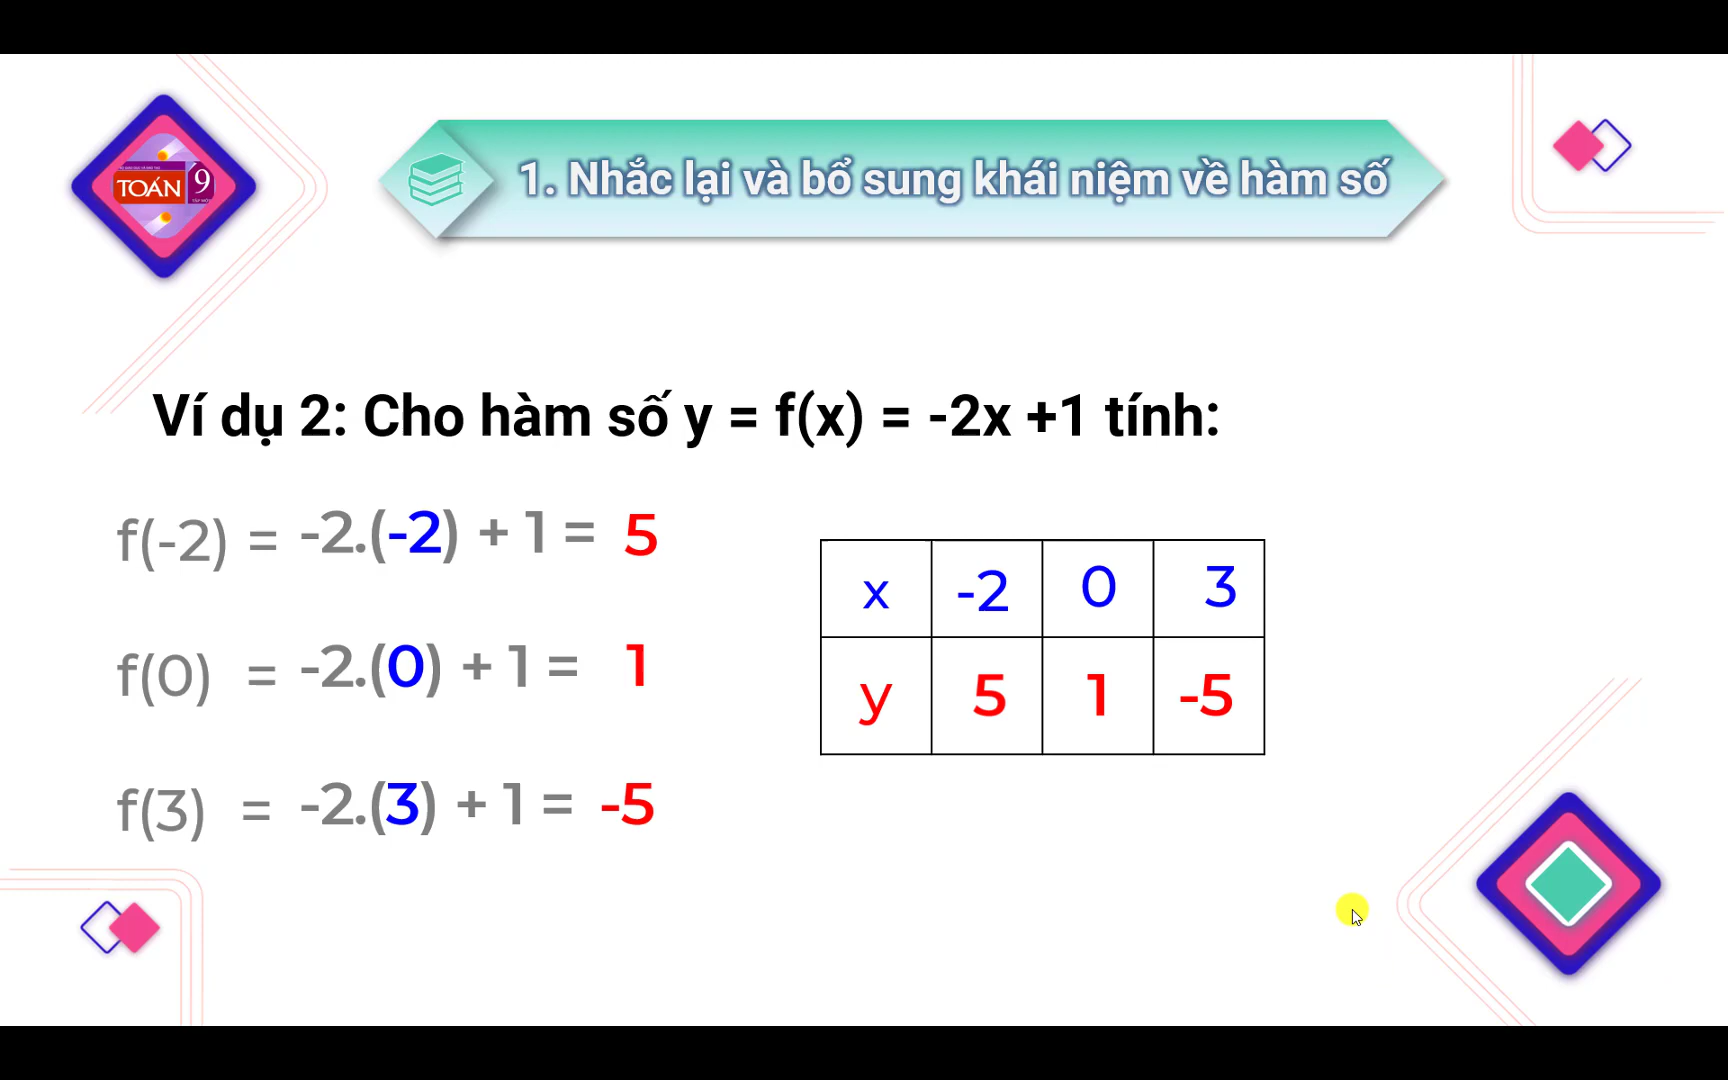 TOÁN 9
1. Nhắc lại và bổ sung khái niệm về hàm số
Ví dụ 2: Cho hàm số y = f(x) = -2x +1 tính:
f(-2) = -2.(-2) + 1 = 5
f(0) = -2.(0) + 1 = 1
f(3) = -2.(3) + 1 = -5
x -2 0 3
y 5 1 -5